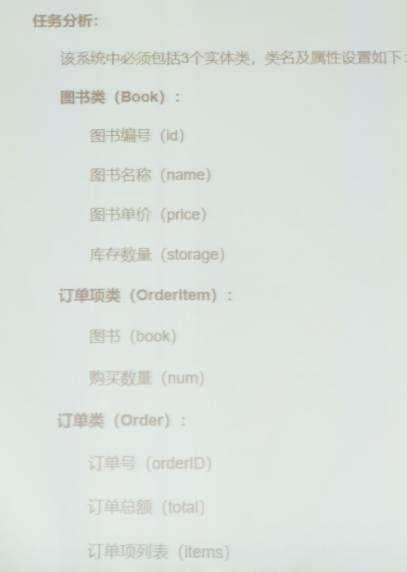 任务分析：
该系统中必须包括3个实体类，类名及属性设置如下：
图书类（Book）：
图书编号（id）
图书名称（name）
图书单价（price）
库存数量（storage）
订单项类（OrderItem）：
图书（book）
购买数量（num）
订单类（Order）：
订单号（orderID）
订单总额（total）
订单项列表（items）